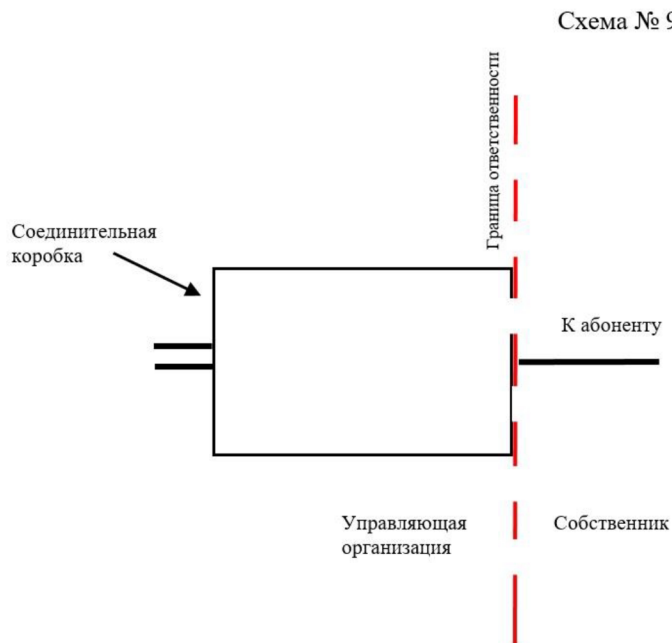 Схема № 9
Граница ответственности
Соединительная
коробка
К абоненту
Управляющая
организация
Собственник